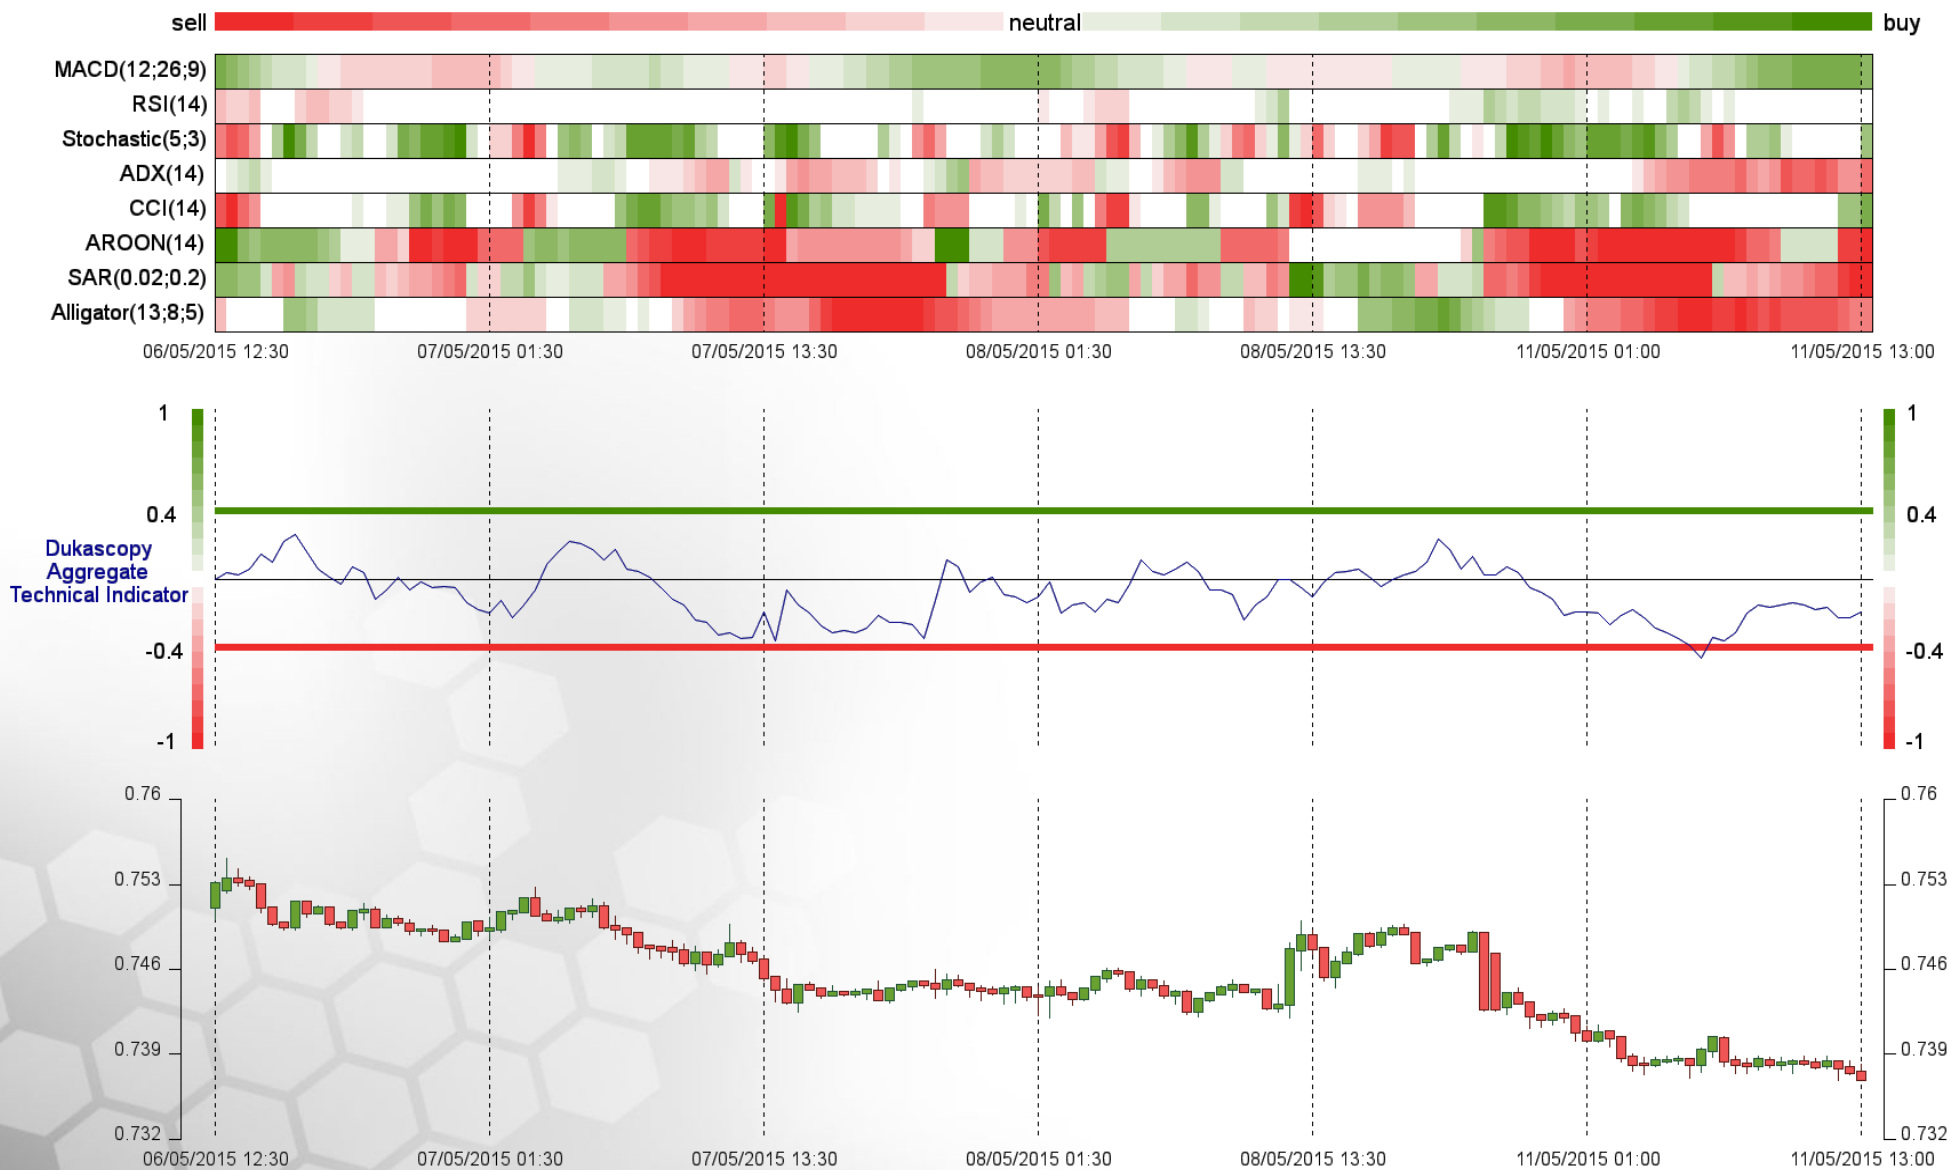 sell neutral buy
MACD(12;26;9)
RSI(14)
Stochastic(5;3)
ADX(14)
CCI(14)
AROON(14)
SAR(0.02;0.2)
Alligator(13;8;5)
06/05/2015 12:30 07/05/2015 01:30 07/05/2015 13:30 08/05/2015 01:30 08/05/2015 13:30 11/05/2015 01:00 11/05/2015 13:00
1 1
0.4 0.4
Dukascopy
Aggregate
Technical Indicator
-0.4 -0.4
-1 -1
0.76 0.76
0.753 0.753
0.746 0.746
0.739 0.739
0.732 0.732
06/05/2015 12:30 07/05/2015 01:30 07/05/2015 13:30 08/05/2015 01:30 08/05/2015 13:30 11/05/2015 01:00 11/05/2015 13:00